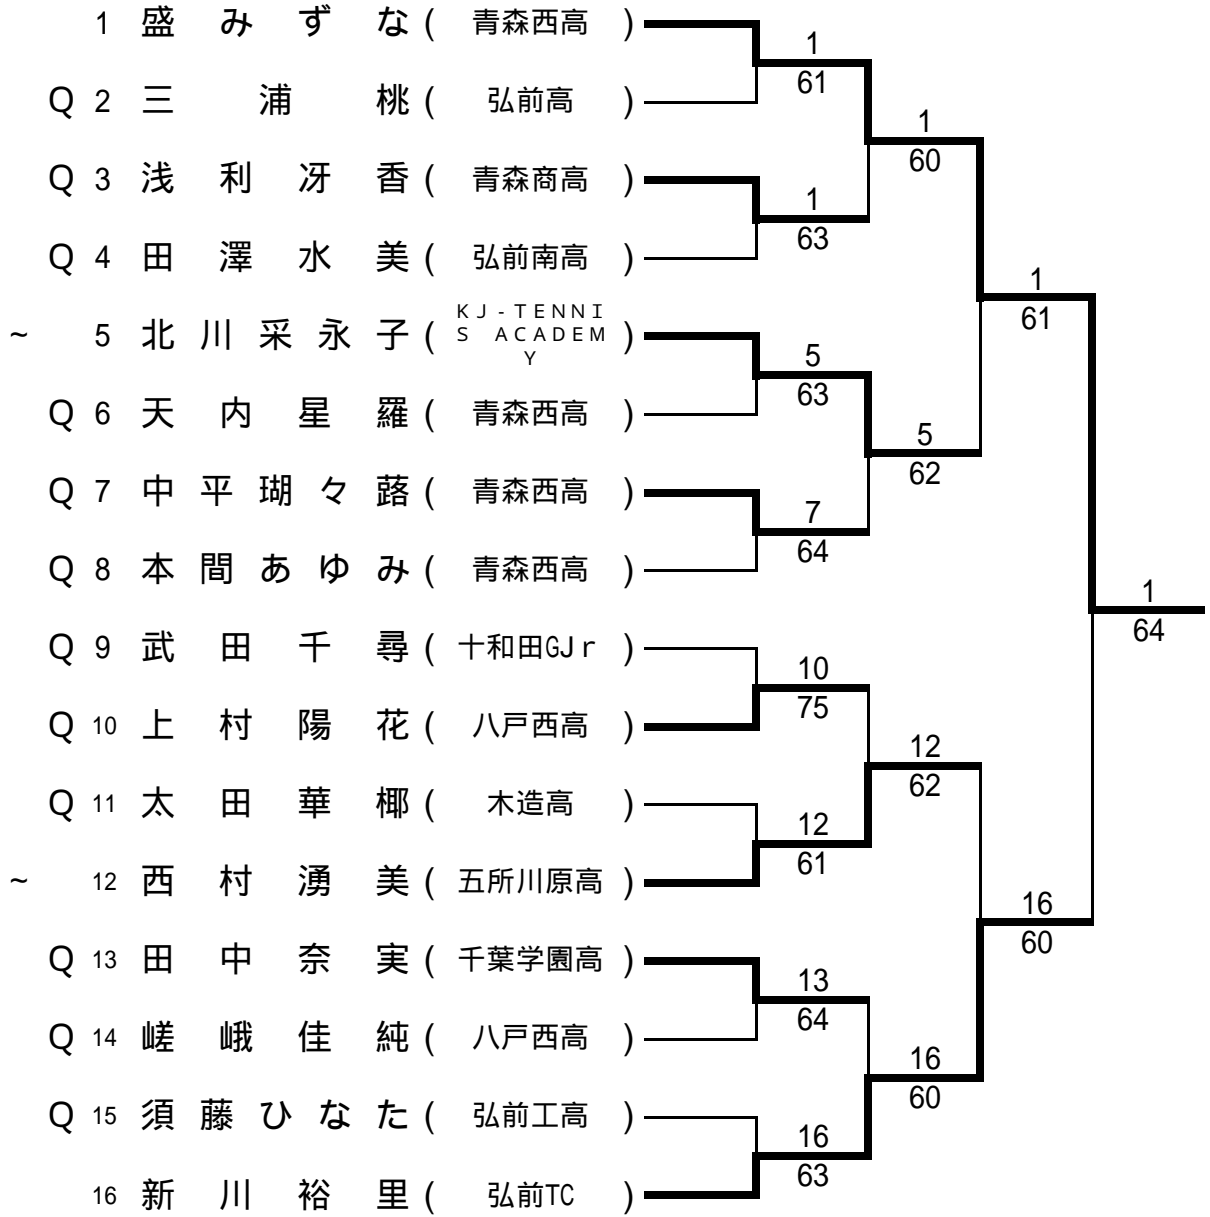 1 盛 み ず な ( 青森西高 )
1
61
Q 2 三 浦 桃 ( 弘前高 )
1
60
Q 3 浅 利 冴 香 ( 青森商高 )
1
63
Q 4 田 澤 水 美 ( 弘前南高 )
1
61
~ 5 北 川 采 永 子 ( KJ-TENNI
S ACADEM
Y )
5
63
Q 6 天 内 星 羅 ( 青森西高 )
5
62
Q 7 中 平 瑚 々 蕗 ( 青森西高 )
7
64
Q 8 本 間 あ ゆ み ( 青森西高 )
1
64
Q 9 武 田 千 尋 ( 十和田GJr )
10
75
Q 10 上 村 陽 花 ( 八戸西高 )
12
62
Q 11 太 田 華 椰 ( 木造高 )
12
61
~ 12 西 村 湧 美 ( 五所川原高 )
16
60
Q 13 田 中 奈 実 ( 千葉学園高 )
13
64
Q 14 嵯 峨 佳 純 ( 八戸西高 )
16
60
Q 15 須 藤 ひ な た ( 弘前工高 )
16
63
16 新 川 裕 里 ( 弘前TC )